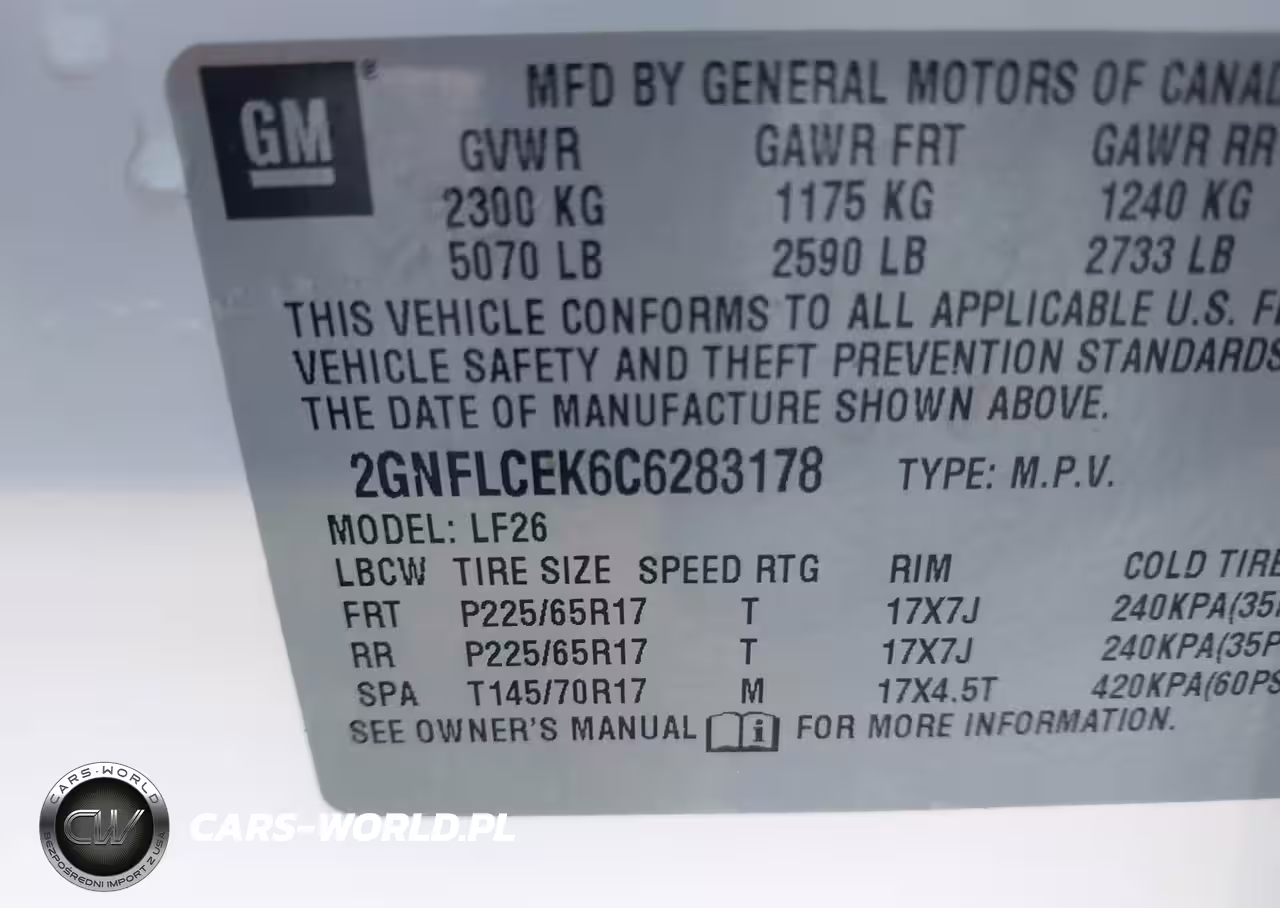 GM ®
MFD BY GENERAL MOTORS OF CANAD
GVWR GAWR FRT GAWR RR
2300 KG 1175 KG 1240 KG
5070 LB 2590 LB 2733 LB
THIS VEHICLE CONFORMS TO ALL APPLICABLE U.S. F
VEHICLE SAFETY AND THEFT PREVENTION STANDARDS
THE DATE OF MANUFACTURE SHOWN ABOVE.
2GNFLCEK6C6283178 TYPE: M.P.V.
MODEL: LF26
LBCW TIRE SIZE SPEED RTG RIM COLD TIRE
FRT P225/65R17 T 17X7J 240KPA(35
RR P225/65R17 T 17X7J 240KPA(35P
SPA T145/70R17 M 17X4.5T 420KPA(60PS
SEE OWNER'S MANUAL i FOR MORE INFORMATION.
CARS-WORLD
CW
BEZPOŚREDNI IMPORT Z USA
CARS-WORLD.PL